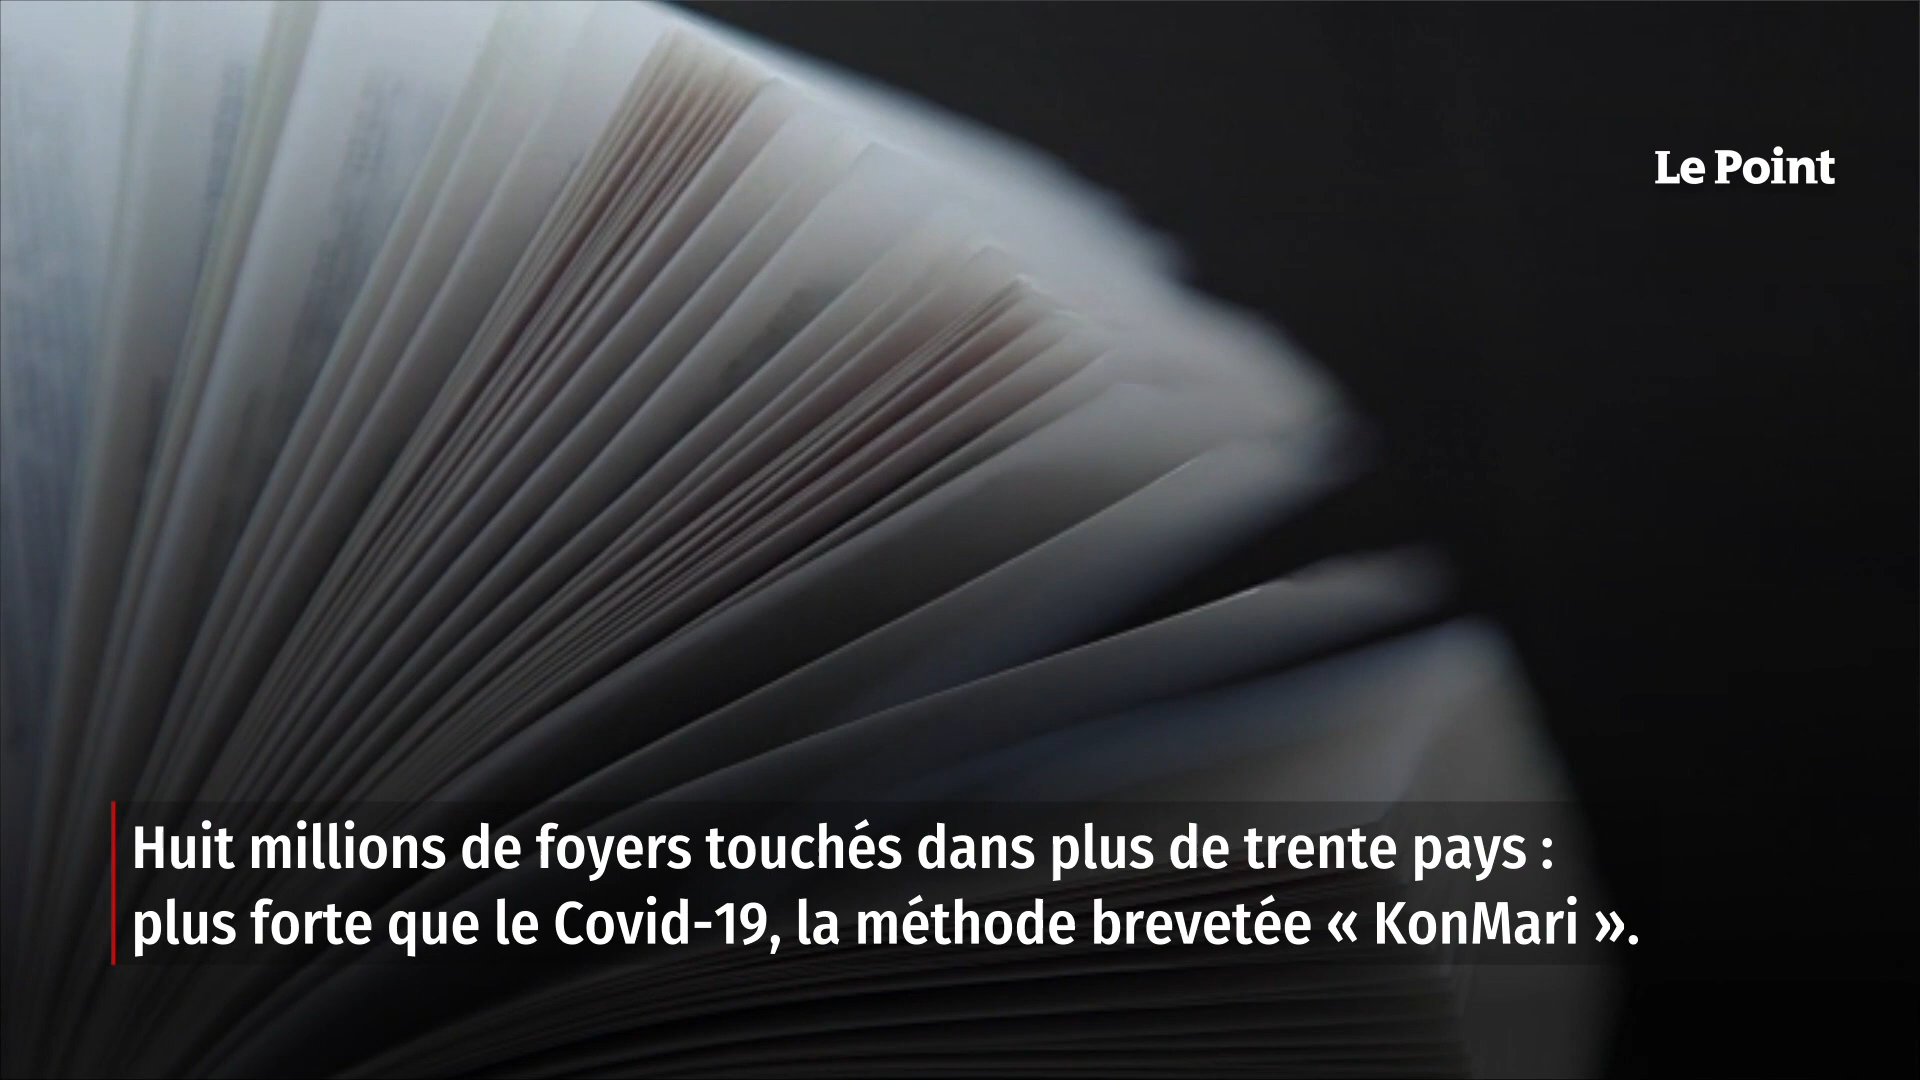 Le Point
Huit millions de foyers touchés dans plus de trente pays :
plus forte que le Covid-19, la méthode brevetée « KonMari ».